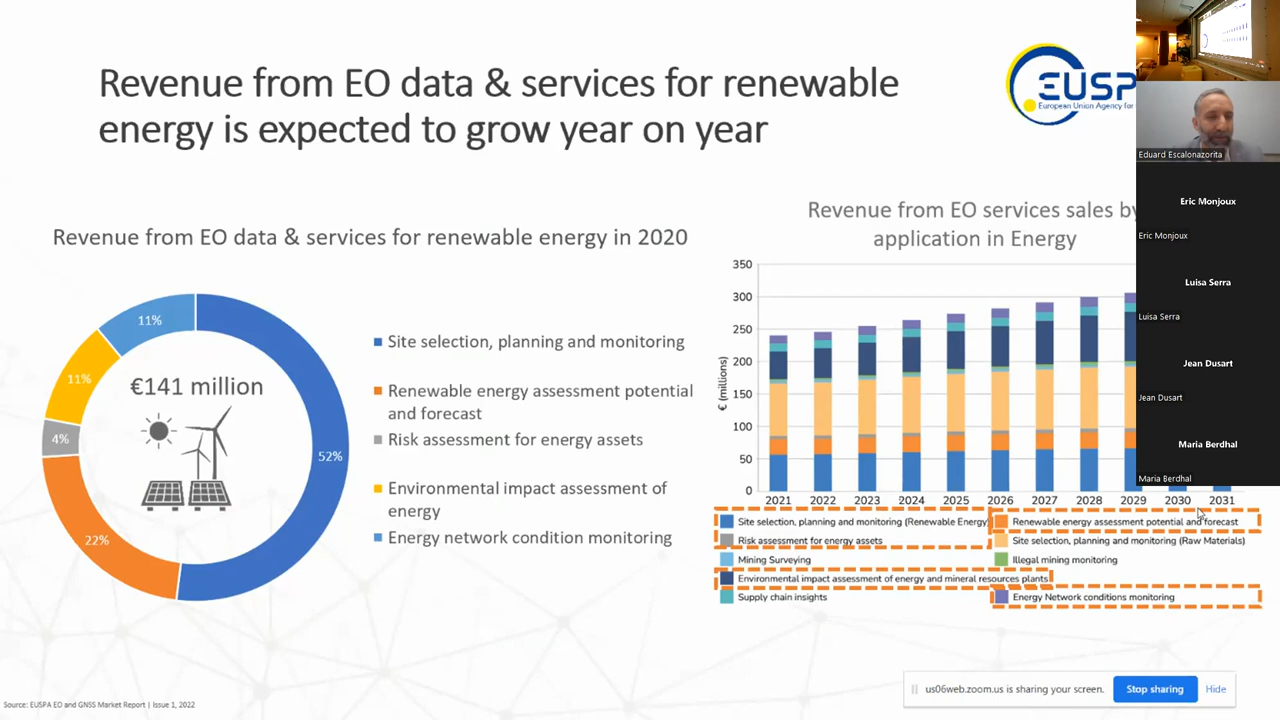 Revenue from EO data & services for renewable
energy is expected to grow year on year
EUSP
European Union Agency for
Revenue from EO data & services for renewable energy in 2020
11%
11%
4%
22%
52%
€141 million
Site selection, planning and monitoring
Renewable energy assessment potential
and forecast
Risk assessment for energy assets
Environmental impact assessment of
energy
Energy network condition monitoring
Revenue from EO services sales by
application in Energy
€ (millions)
350
300
250
200
150
100
50
0
2021 2022 2023 2024 2025 2026 2027 2028 2029 2030 2031
Site selection, planning and monitoring (Renewable Energy)
Renewable energy assessment potential and forecast
Risk assessment for energy assets
Site selection, planning and monitoring (Raw Materials)
Mining Surveying
Illegal mining monitoring
Environmental impact assessment of energy and mineral resources plants
Supply chain insights
Energy Network conditions monitoring
Eduard Escalonazorita
Eric Monjoux
Eric Monjoux
Luisa Serra
Luisa Serra
Jean Dusart
Jean Dusart
Maria Berdhal
Maria Berdhal
us06web.zoom.us is sharing your screen.
Stop sharing
Hide
Source: EUSPA EO and GNSS Market Report | Issue 1, 2022